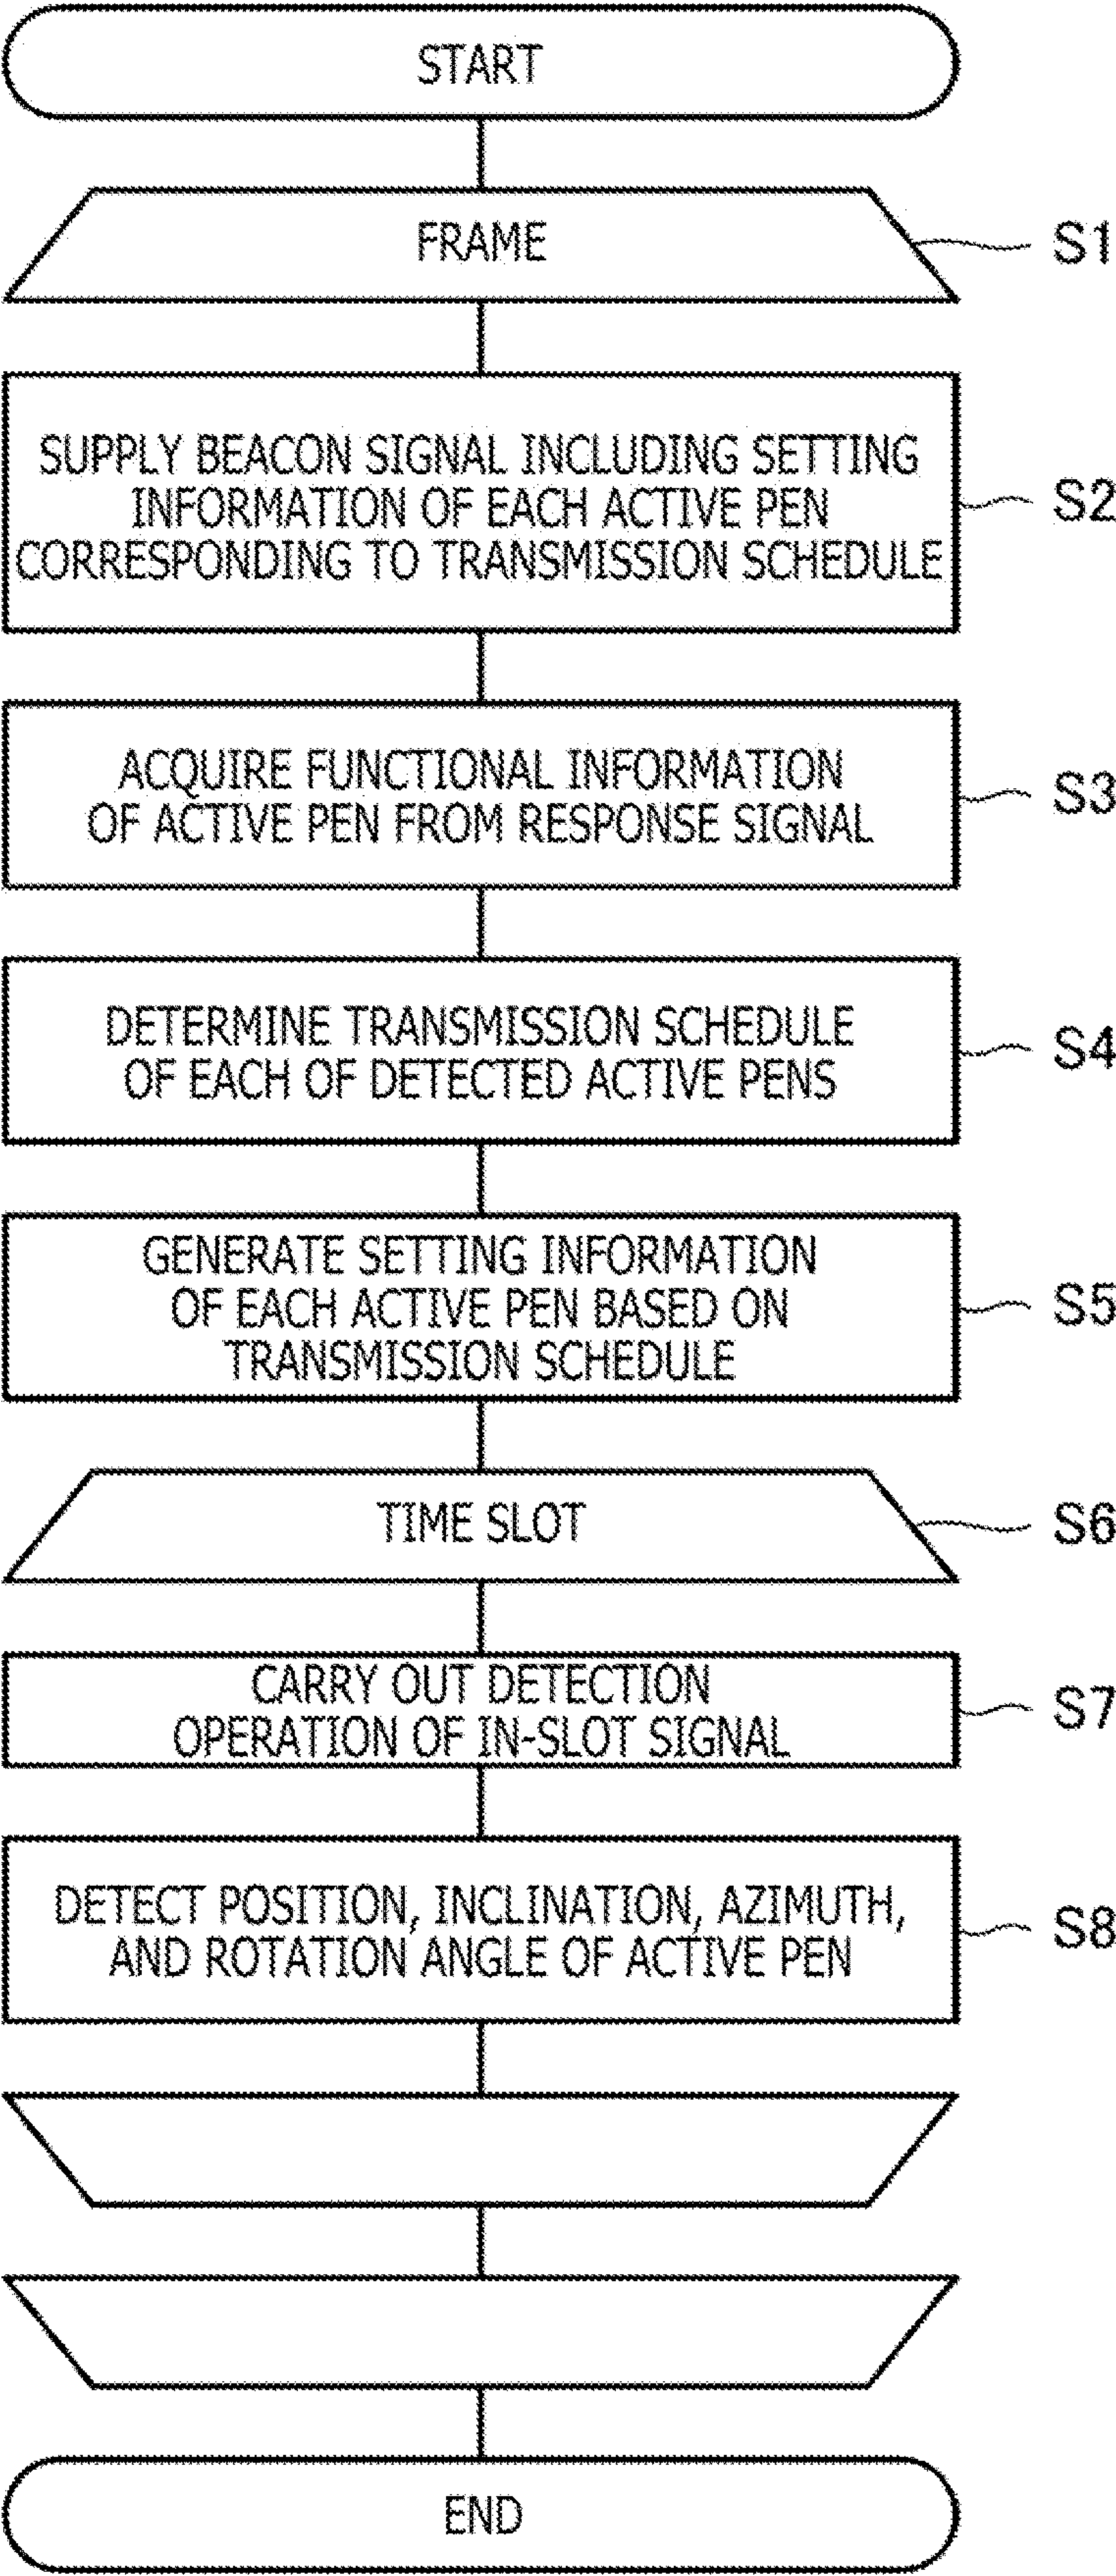 START
FRAME
S1
SUPPLY BEACON SIGNAL INCLUDING SETTING
INFORMATION OF EACH ACTIVE PEN
CORRESPONDING TO TRANSMISSION SCHEDULE
S2
ACQUIRE FUNCTIONAL INFORMATION
OF ACTIVE PEN FROM RESPONSE SIGNAL
S3
DETERMINE TRANSMISSION SCHEDULE
OF EACH OF DETECTED ACTIVE PENS
S4
GENERATE SETTING INFORMATION
OF EACH ACTIVE PEN BASED ON
TRANSMISSION SCHEDULE
S5
TIME SLOT
S6
CARRY OUT DETECTION
OPERATION OF IN-SLOT SIGNAL
S7
DETECT POSITION, INCLINATION, AZIMUTH,
AND ROTATION ANGLE OF ACTIVE PEN
S8
END